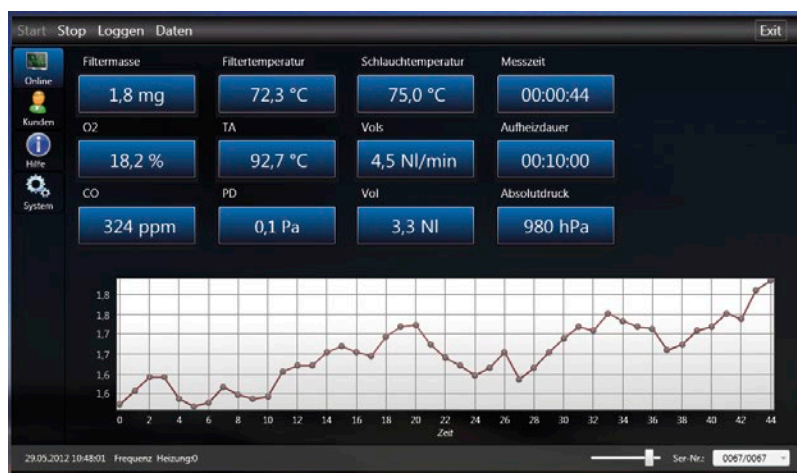 Start Stop Loggen Daten Exit
Online
Kunden
Hilfe
System
Filtermasse Filtertemperatur Schlauchtemperatur Messzeit
1,8 mg 72,3 °C 75,0 °C 00:00:44
O2 TA Vols Aufheizdauer
18,2 % 92,7 °C 4,5 Nl/min 00:10:00
CO PD Vol Absolutdruck
324 ppm 0,1 Pa 3,3 Nl 980 hPa
1,8
1,8
1,7
1,7
1,6
1,6
0 2 4 6 8 10 12 14 16 18 20 22 24 26 28 30 32 34 36 38 40 42 44
Zeit
29.05.2012 10:48:01 Frequenz Heizung:0 Ser-Nr.: 0067/0067